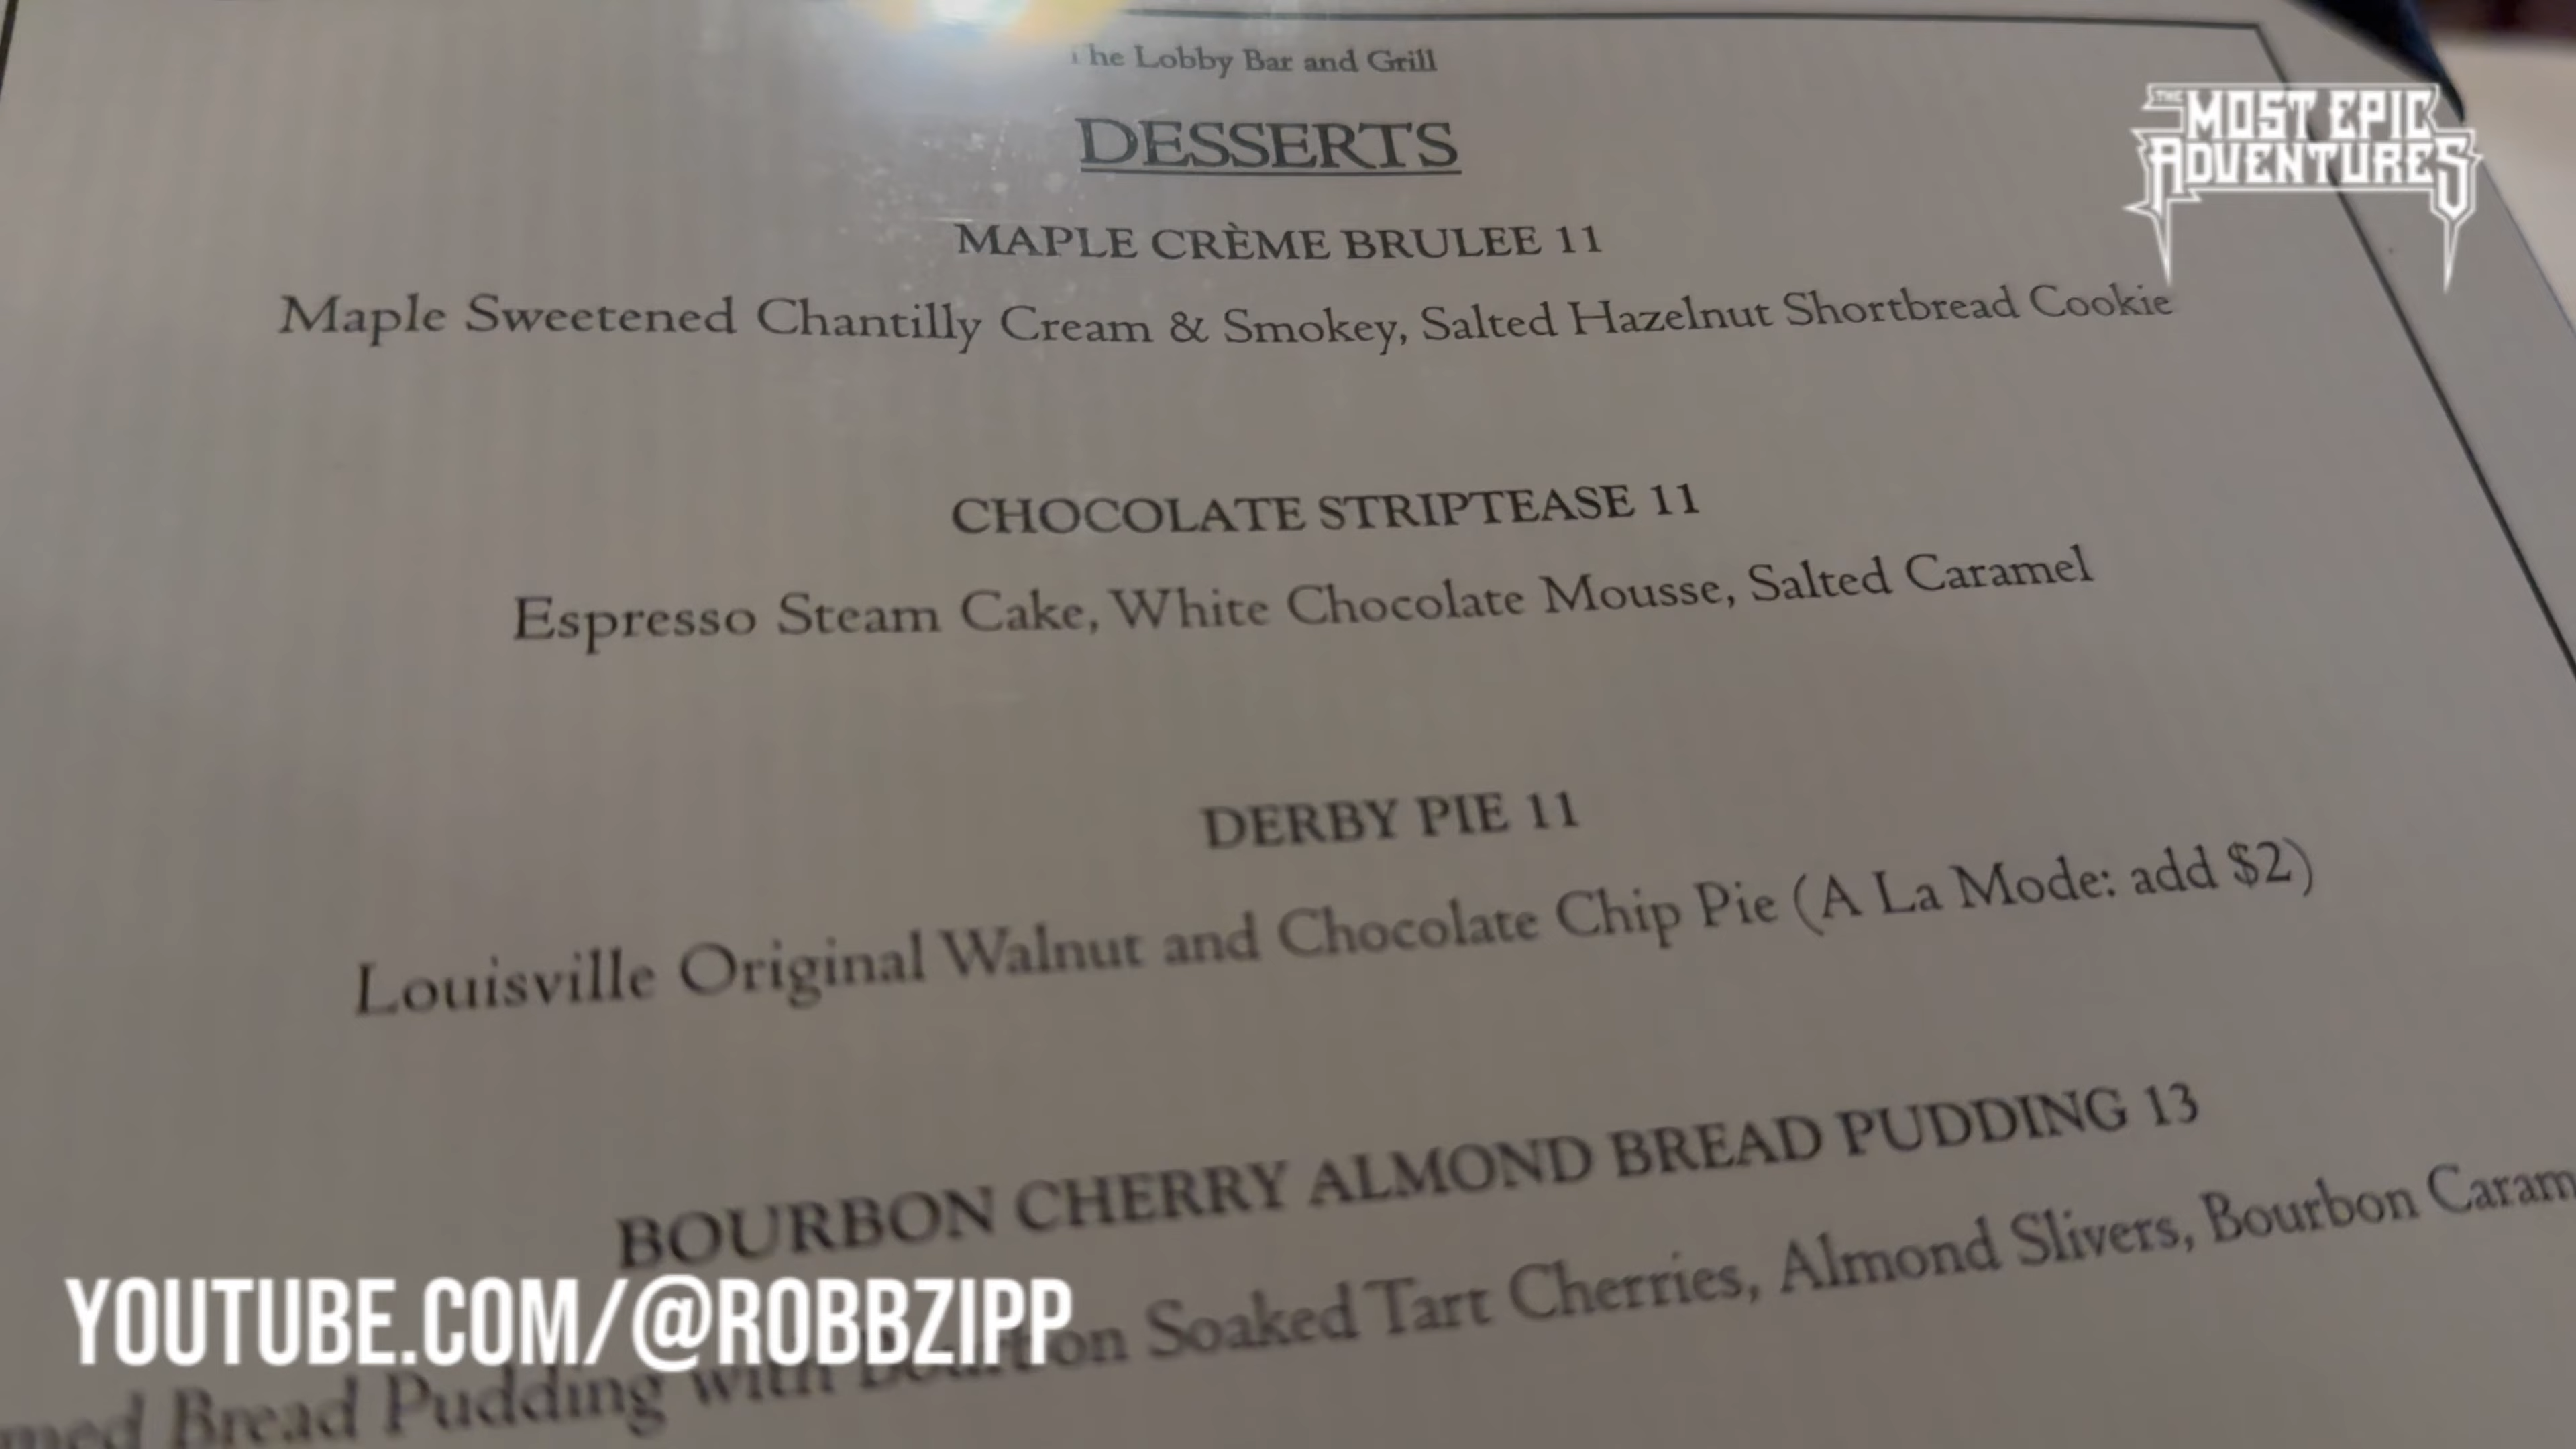 The Lobby Bar and Grill
DESSERTS
THE MOST EPIC
ADVENTURES
MAPLE CRÈME BRULEE 11
Maple Sweetened Chantilly Cream & Smokey, Salted Hazelnut Shortbread Cookie
CHOCOLATE STRIPTEASE 11
Espresso Steam Cake, White Chocolate Mousse, Salted Caramel
DERBY PIE 11
Louisville Original Walnut and Chocolate Chip Pie (A La Mode: add $2)
BOURBON CHERRY ALMOND BREAD PUDDING 13
Bread Pudding with Bourbon Soaked Tart Cherries, Almond Slivers, Bourbon
YOUTUBE.COM/@ROBBZIPP